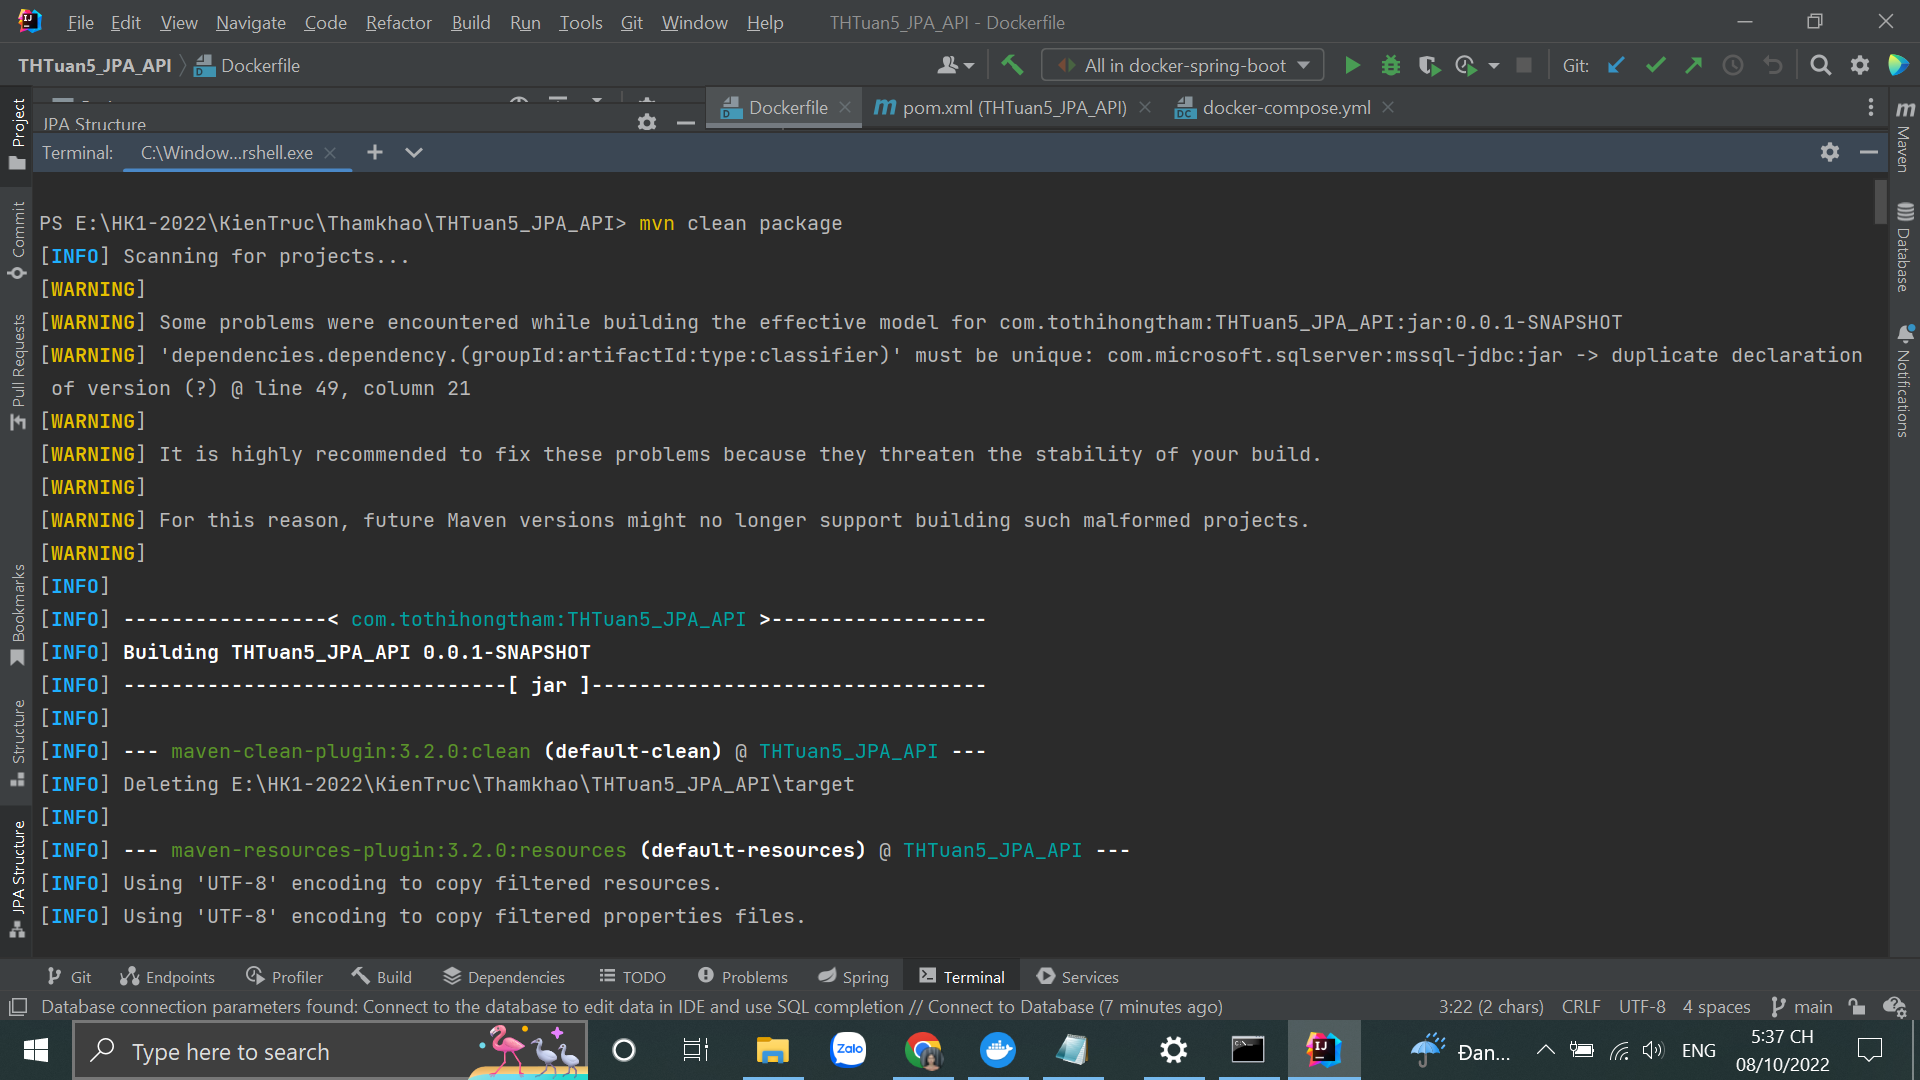 File Edit View Navigate Code Refactor Build Run Tools Git Window Help THTuan5_JPA_API - Dockerfile
THTuan5_JPA_API Dockerfile All in docker-spring-boot Git:
Dockerfile pom.xml (THTuan5_JPA_API) docker-compose.yml
JPA Structure
Terminal: C:\Window...rshell.exe
PS E:\HK1-2022\KienTruc\Thamkhao\THTuan5_JPA_API> mvn clean package
[INFO] Scanning for projects...
[WARNING]
[WARNING] Some problems were encountered while building the effective model for com.tothihongtham:THTuan5_JPA_API:jar:0.0.1-SNAPSHOT
[WARNING] 'dependencies.dependency.(groupId:artifactId:type:classifier)' must be unique: com.microsoft.sqlserver:mssql-jdbc:jar -> duplicate declaration
of version (?) @ line 49, column 21
[WARNING]
[WARNING] It is highly recommended to fix these problems because they threaten the stability of your build.
[WARNING]
[WARNING] For this reason, future Maven versions might no longer support building such malformed projects.
[WARNING]
[INFO]
[INFO] -----------------< com.tothihongtham:THTuan5_JPA_API >------------------
[INFO] Building THTuan5_JPA_API 0.0.1-SNAPSHOT
[INFO] --------------------------------[ jar ]---------------------------------
[INFO]
[INFO] --- maven-clean-plugin:3.2.0:clean (default-clean) @ THTuan5_JPA_API ---
[INFO] Deleting E:\HK1-2022\KienTruc\Thamkhao\THTuan5_JPA_API\target
[INFO]
[INFO] --- maven-resources-plugin:3.2.0:resources (default-resources) @ THTuan5_JPA_API ---
[INFO] Using 'UTF-8' encoding to copy filtered resources.
[INFO] Using 'UTF-8' encoding to copy filtered properties files.
Project
Commit
Pull Requests
Bookmarks
Structure
JPA Structure
Maven
Database
Notifications
Git Endpoints Profiler Build Dependencies TODO Problems Spring Terminal Services
Database connection parameters found: Connect to the database to edit data in IDE and use SQL completion // Connect to Database (7 minutes ago) 3:22 (2 chars) CRLF UTF-8 4 spaces main
Type here to search Zalo Đan... ENG 5:37 CH
08/10/2022